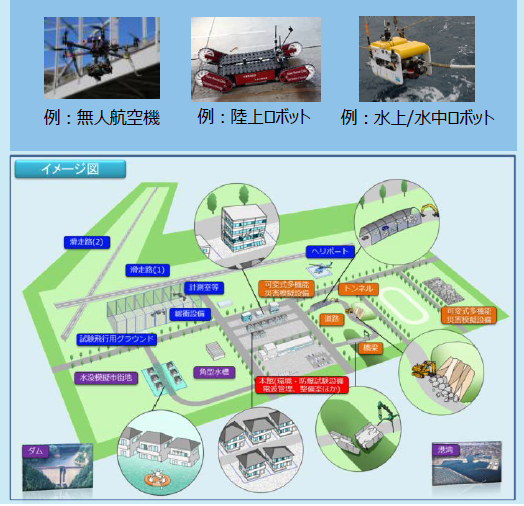 例：無人航空機
例：陸上ロボット
例：水上/水中ロボット
イメージ図
滑走路(2)
滑走路(1)
計測室等
緩衝設備
試験飛行用グラウンド
ヘリポート
可変式多機能
災害模擬設備
トンネル
道路
可変式多機能
災害模擬設備
橋梁
水没模擬市街地
角型水槽
本部(環境・防爆試験設備
電波管理、整備室ほか)
ダム
港湾